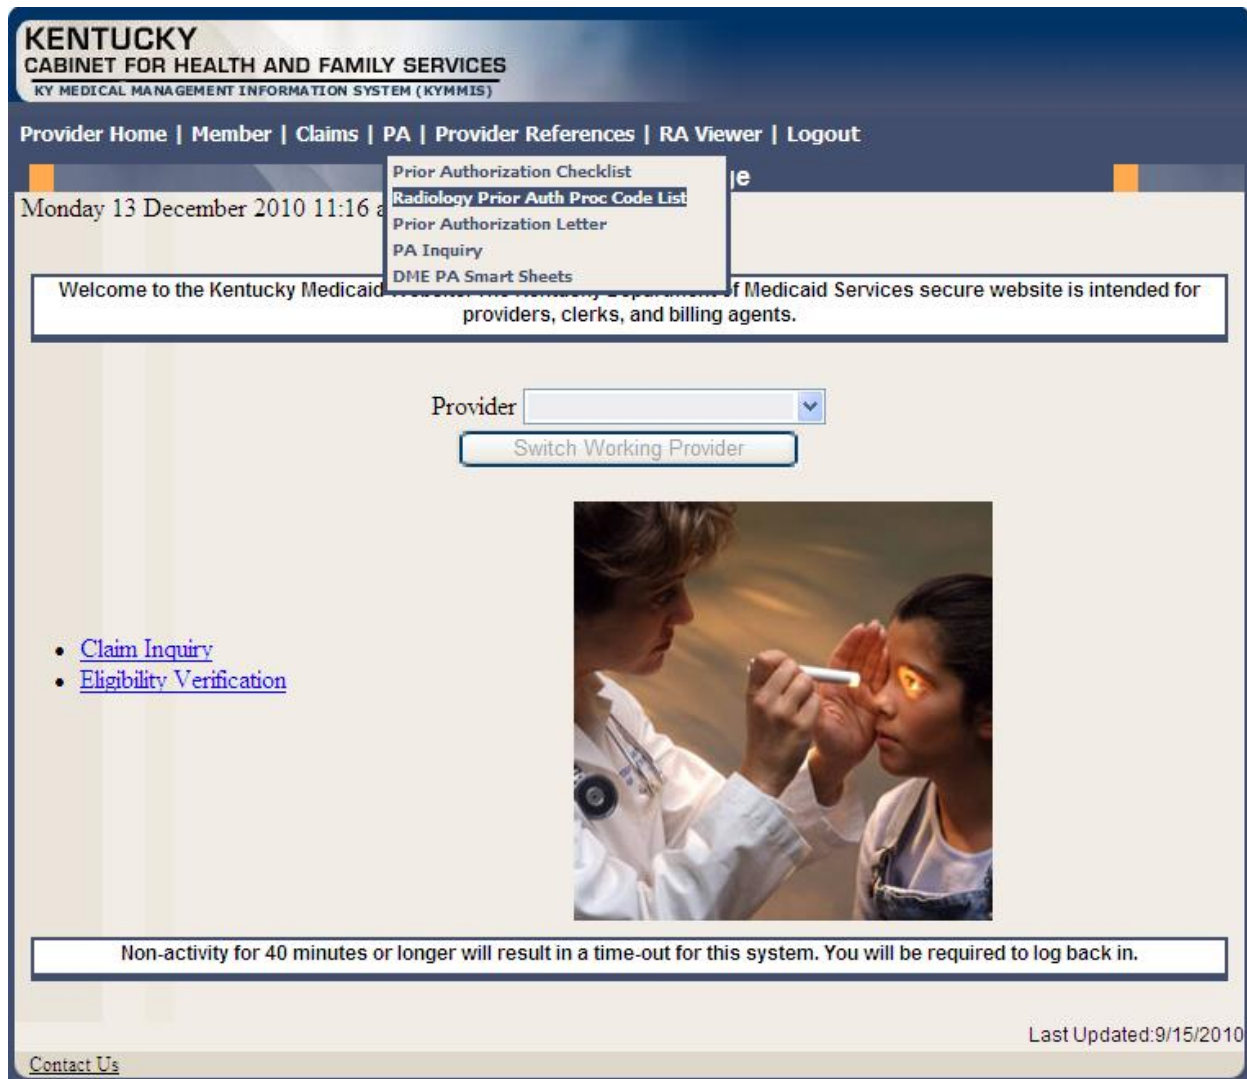 KENTUCKY
CABINET FOR HEALTH AND FAMILY SERVICES
KY MEDICAL MANAGEMENT INFORMATION SYSTEM (KYMMIS)
Provider Home | Member | Claims | PA | Provider References | RA Viewer | Logout
Prior Authorization Checklist
Radiology Prior Auth Proc Code List
Prior Authorization Letter
PA Inquiry
DME PA Smart Sheets
Monday 13 December 2010 11:16
Welcome to the Kentucky Medicaid Website. The Kentucky Department of Medicaid Services secure website is intended for
providers, clerks, and billing agents.
Provider
Switch Working Provider
Claim Inquiry
Eligibility Verification
Non-activity for 40 minutes or longer will result in a time-out for this system. You will be required to log back in.
Last Updated:9/15/2010
Contact Us